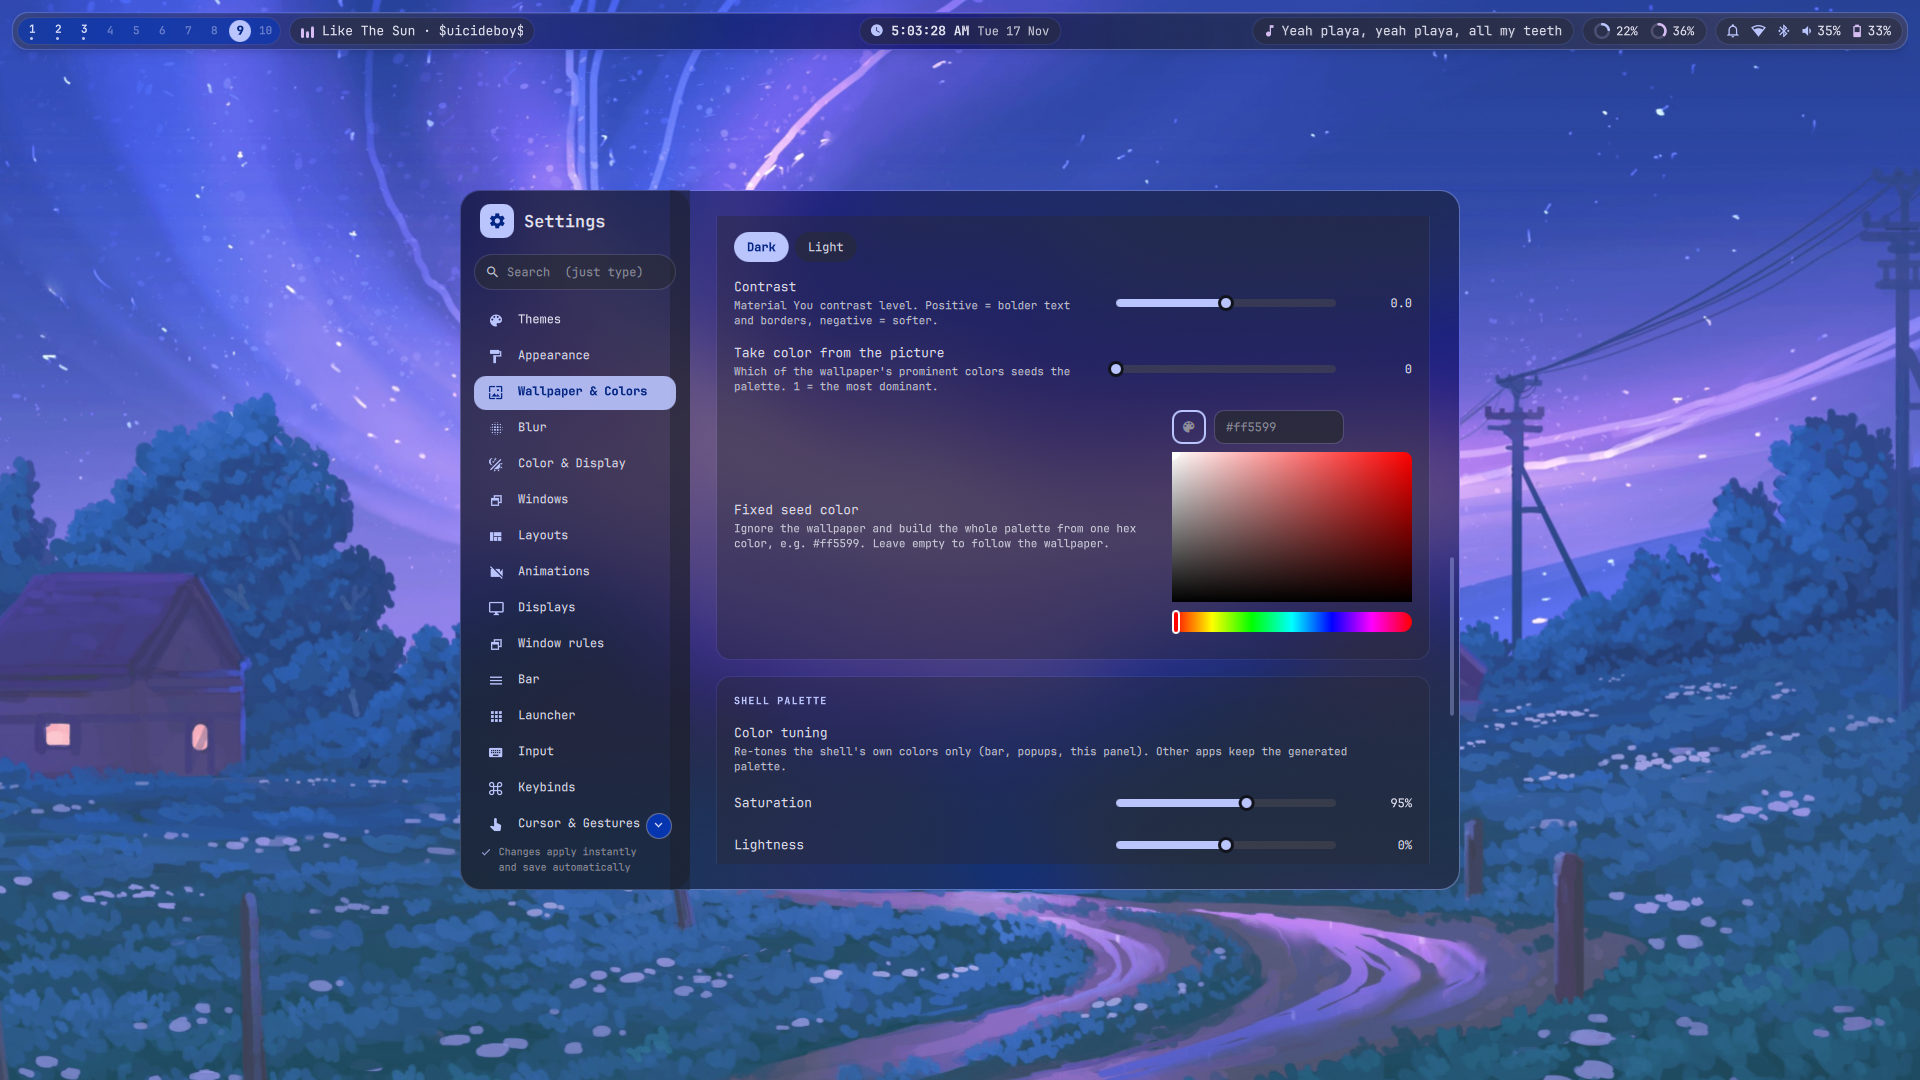 1 2 3 4 5 6 7 8 9 10
Like The Sun · $uicideboy$
5:03:28 AM Tue 17 Nov
Yeah playa, yeah playa, all my teeth
22% 36%
35% 33%
Settings
Search (just type)
Themes
Appearance
Wallpaper & Colors
Blur
Color & Display
Windows
Layouts
Animations
Displays
Window rules
Bar
Launcher
Input
Keybinds
Cursor & Gestures
Changes apply instantly
and save automatically
Dark Light
Contrast
Material You contrast level. Positive = bolder text
and borders, negative = softer.
0.0
Take color from the picture
Which of the wallpaper's prominent colors seeds the
palette. 1 = the most dominant.
0
#ff5599
Fixed seed color
Ignore the wallpaper and build the whole palette from one hex
color, e.g. #ff5599. Leave empty to follow the wallpaper.
SHELL PALETTE
Color tuning
Re-tones the shell's own colors only (bar, popups, this panel). Other apps keep the generated
palette.
Saturation 95%
Lightness 0%